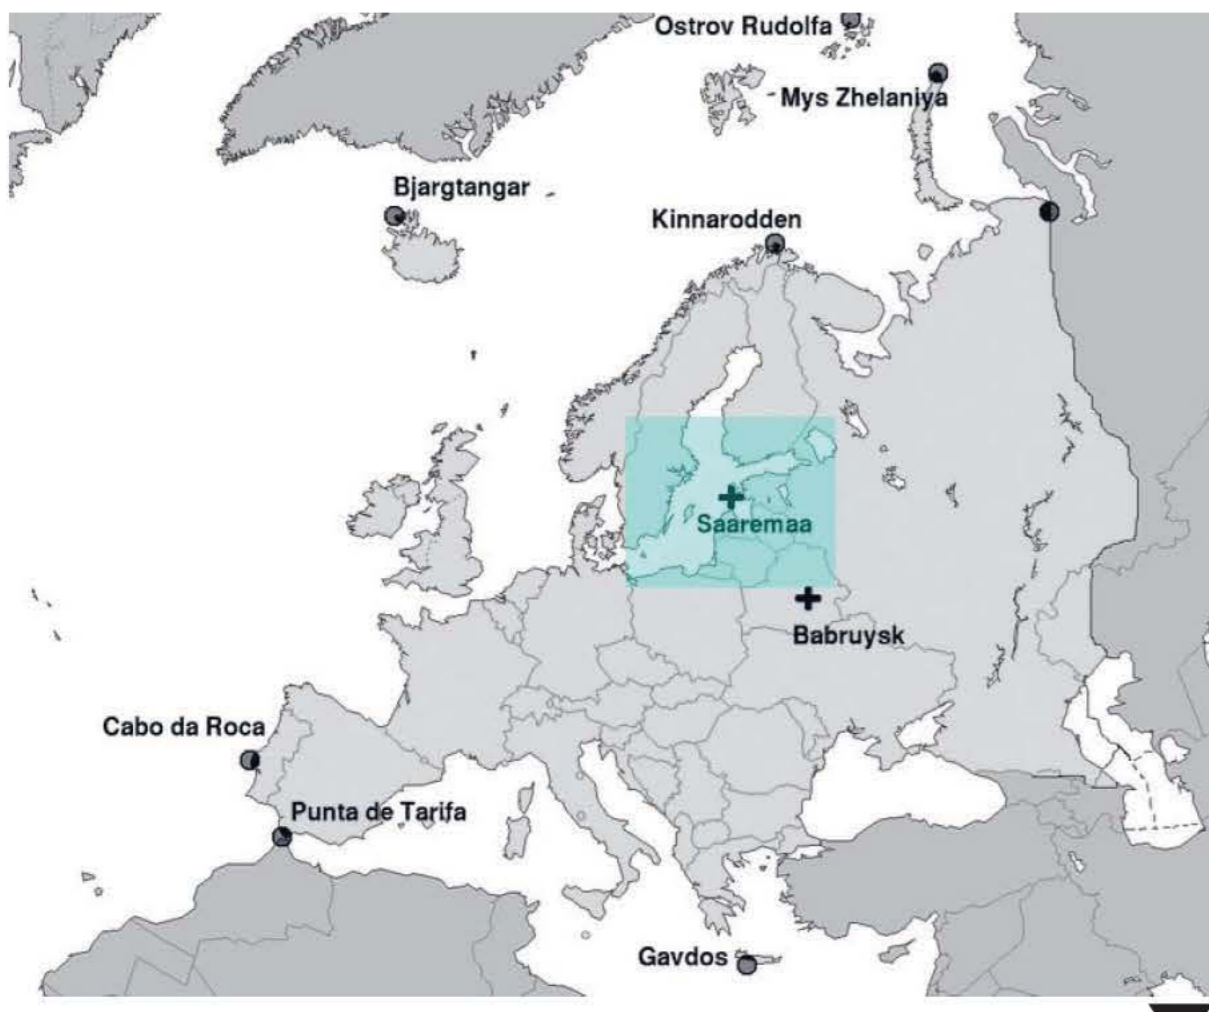 Ostrov Rudolfa
Mys Zhelaniya
Bjargtangar
Kinnarodden
Saaremaa
Babruysk
Cabo da Roca
Punta de Tarifa
Gavdos